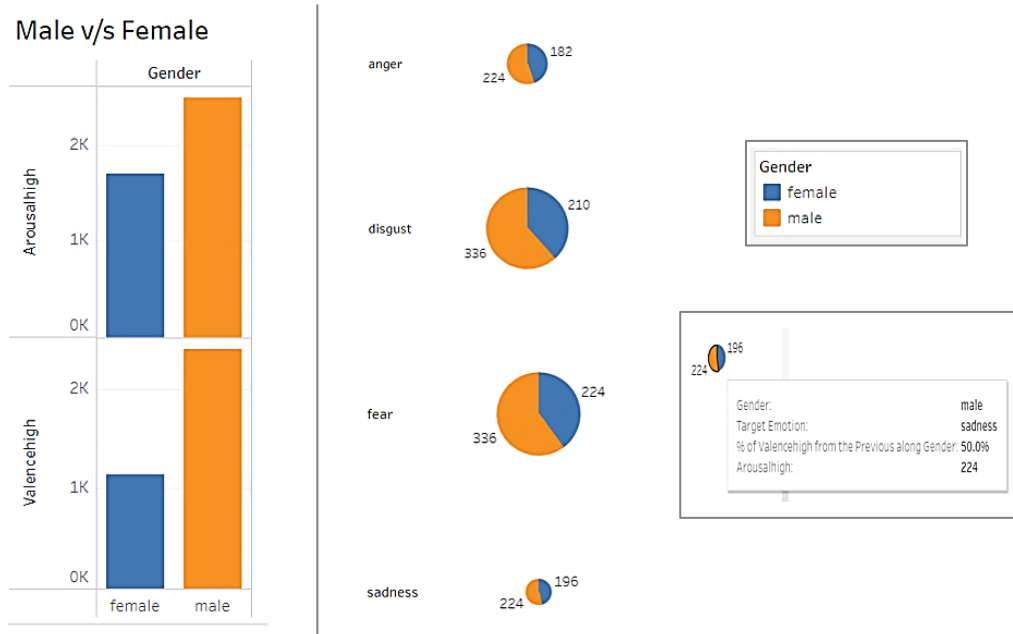 Male v/s Female
Gender
Arousalhigh
2K
1K
0K
Valencehigh
2K
1K
0K
female male
anger
182
224
disgust
210
336
fear
224
336
sadness
196
224
Gender
female
male
196
224
Gender: male
Target Emotion: sadness
% of Valencehigh from the Previous along Gender: 50.0%
Arousalhigh: 224